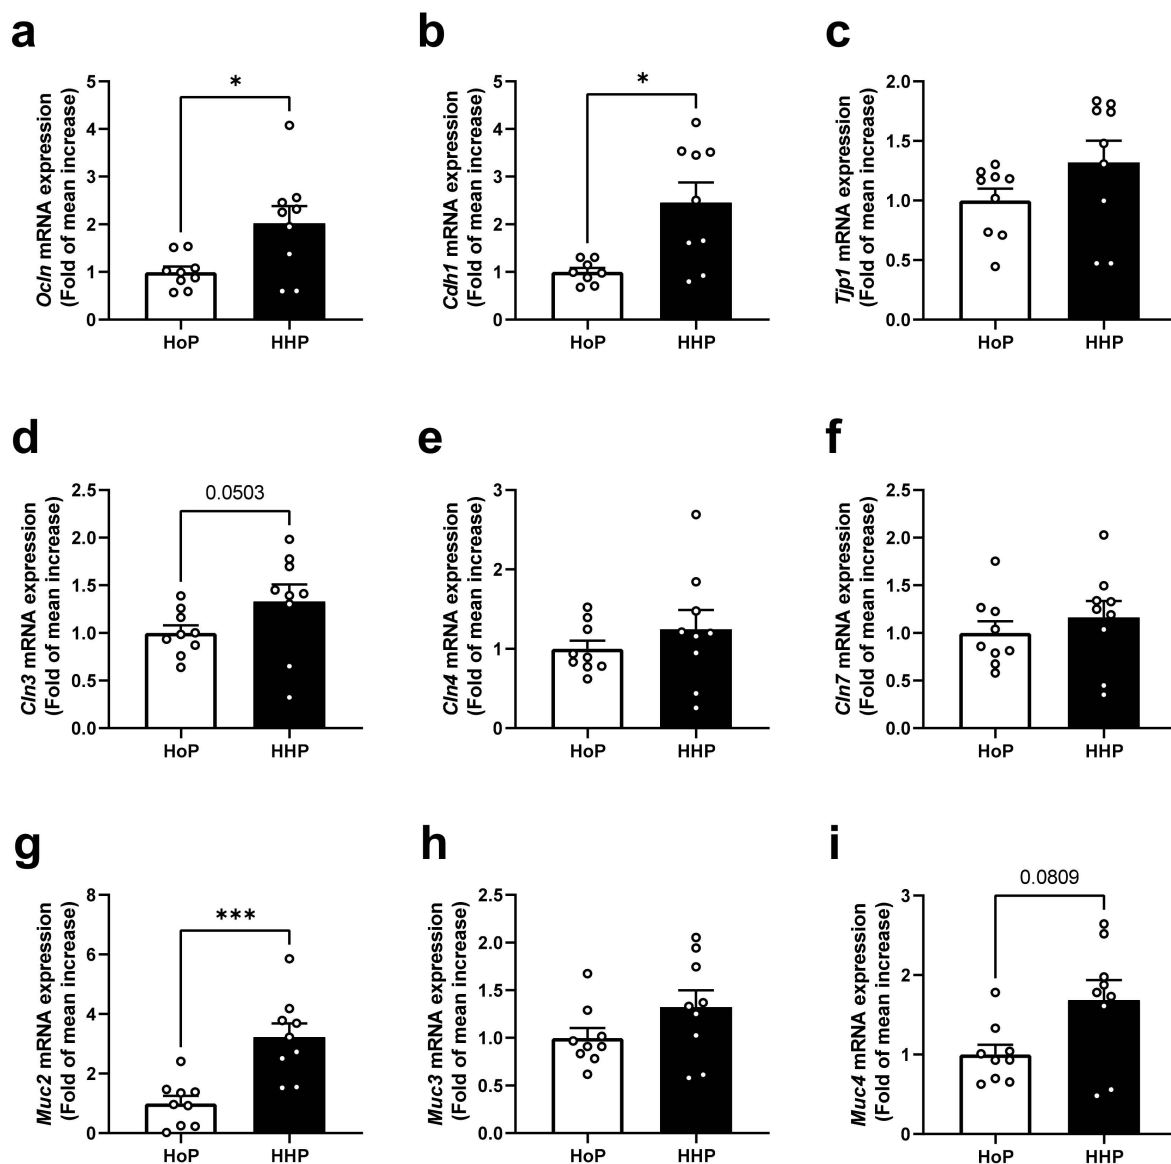 a
*
Ocln mRNA expression
(Fold of mean increase)
5
4
3
2
1
0
HoP
HHP
b
*
Cdh1 mRNA expression
(Fold of mean increase)
5
4
3
2
1
0
HoP
HHP
c
Tjp1 mRNA expression
(Fold of mean increase)
2.0
1.5
1.0
0.5
0.0
HoP
HHP
d
0.0503
Cln3 mRNA expression
(Fold of mean increase)
2.5
2.0
1.5
1.0
0.5
0.0
HoP
HHP
e
Cln4 mRNA expression
(Fold of mean increase)
3
2
1
0
HoP
HHP
f
Cln7 mRNA expression
(Fold of mean increase)
2.5
2.0
1.5
1.0
0.5
0.0
HoP
HHP
g
***
Muc2 mRNA expression
(Fold of mean increase)
8
6
4
2
0
HoP
HHP
h
Muc3 mRNA expression
(Fold of mean increase)
2.5
2.0
1.5
1.0
0.5
0.0
HoP
HHP
i
0.0809
Muc4 mRNA expression
(Fold of mean increase)
3
2
1
0
HoP
HHP